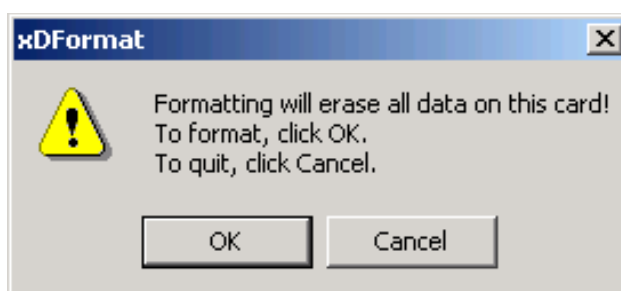 xDFormat
Formatting will erase all data on this card!
To format, click OK.
To quit, click Cancel.
OK
Cancel